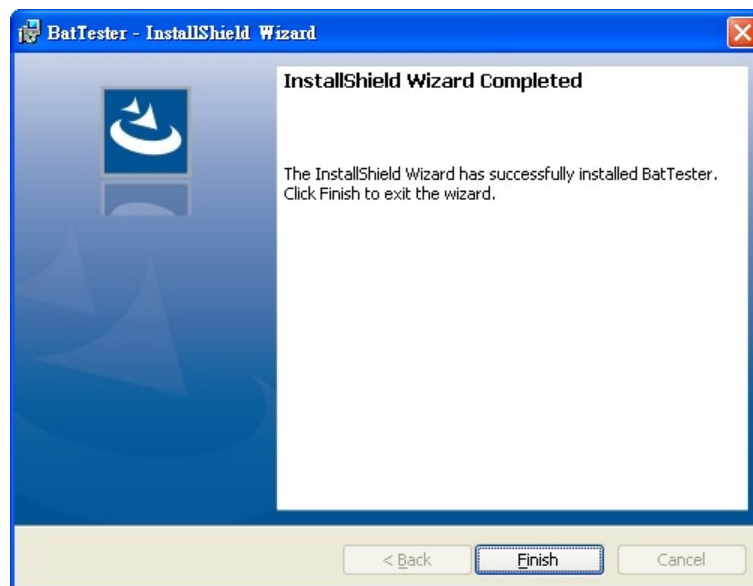 BatTester - InstallShield Wizard
InstallShield Wizard Completed
The InstallShield Wizard has successfully installed BatTester.
Click Finish to exit the wizard.
< Back
Finish
Cancel